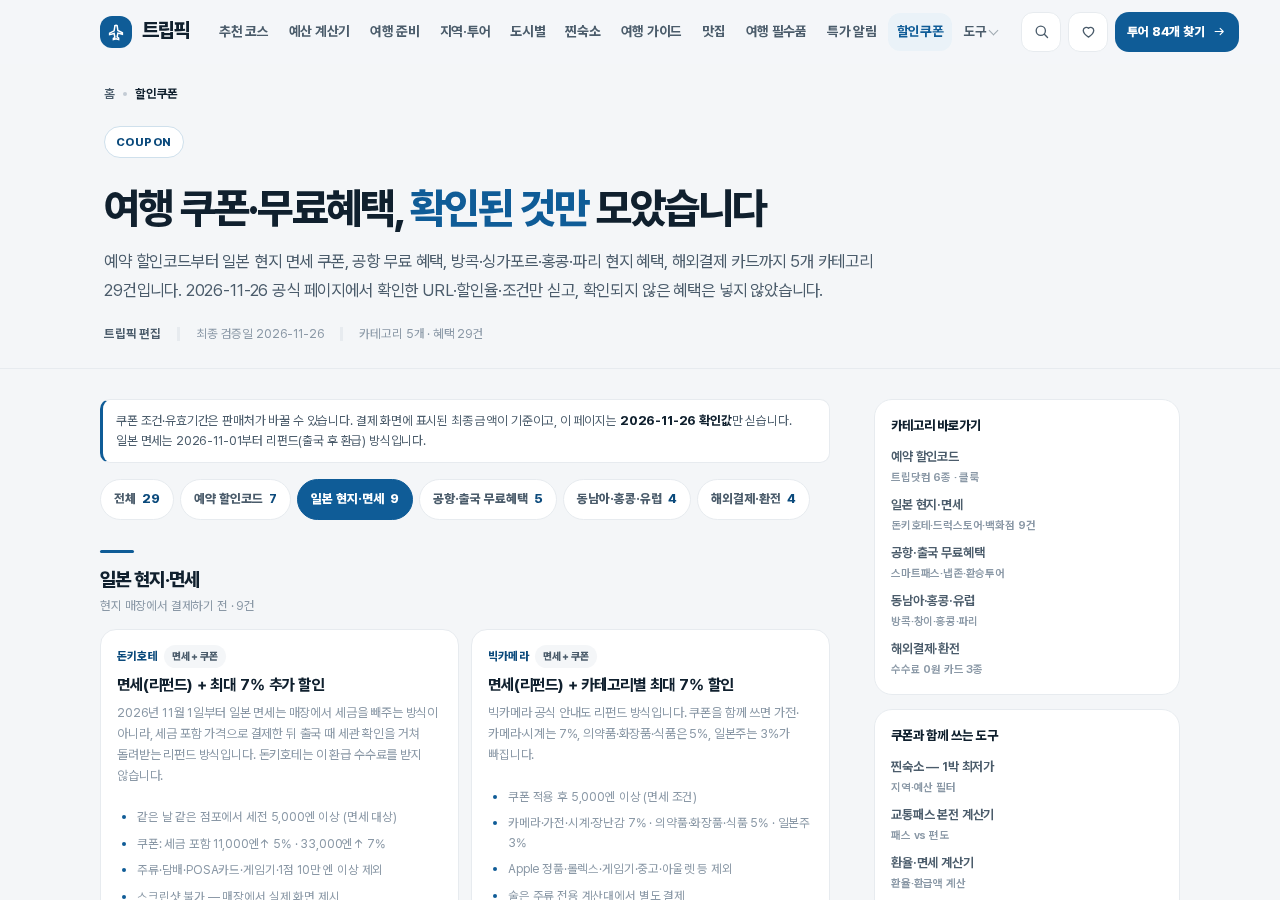 트립픽
추천 코스
예산 계산기
여행 준비
지역·투어
도시별
찐숙소
여행 가이드
맛집
여행 필수품
특가 알림
할인쿠폰
도구
투어 84개 찾기 →
홈 • 할인쿠폰
COUPON
여행 쿠폰·무료혜택, 확인된 것만 모았습니다
예약 할인코드부터 일본 현지 면세 쿠폰, 공항 무료 혜택, 방콕·싱가포르·홍콩·파리 현지 혜택, 해외결제 카드까지 5개 카테고리
29건입니다. 2026-11-26 공식 페이지에서 확인한 URL·할인율·조건만 싣고, 확인되지 않은 혜택은 넣지 않았습니다.
트립픽 편집 | 최종 검증일 2026-11-26 | 카테고리 5개 · 혜택 29건
쿠폰 조건·유효기간은 판매처가 바꿀 수 있습니다. 결제 화면에 표시된 최종 금액이 기준이고, 이 페이지는 2026-11-26 확인값만 싣습니다.
일본 면세는 2026-11-01부터 리펀드(출국 후 환급) 방식입니다.
전체 29
예약 할인코드 7
일본 현지·면세 9
공항·출국 무료혜택 5
동남아·홍콩·유럽 4
해외결제·환전 4
일본 현지·면세
현지 매장에서 결제하기 전 · 9건
돈키호테 면세+쿠폰
면세(리펀드) + 최대 7% 추가 할인
2026년 11월 1일부터 일본 면세는 매장에서 세금을 빼주는 방식이
아니라, 세금 포함 가격으로 결제한 뒤 출국 때 세관 확인을 거쳐
돌려받는 리펀드 방식입니다. 돈키호테는 이 환급 수수료를 받지
않습니다.
• 같은 날 같은 점포에서 세전 5,000엔 이상 (면세 대상)
• 쿠폰: 세금 포함 11,000엔↑ 5% · 33,000엔↑ 7%
• 주류·담배·POSA카드·게임기·1점 10만 엔 이상 제외
• 스크린샷 불가 — 매장에서 실제 화면 제시
빅카메라 면세+쿠폰
면세(리펀드) + 카테고리별 최대 7% 할인
빅카메라 공식 안내도 리펀드 방식입니다. 쿠폰을 함께 쓰면 가전·
카메라·시계는 7%, 의약품·화장품·식품은 5%, 일본주는 3%가
빠집니다.
• 쿠폰 적용 후 5,000엔 이상 (면세 조건)
• 카메라·가전·시계·장난감 7% · 의약품·화장품·식품 5% · 일본주
3%
• Apple 정품·롤렉스·게임기·중고·아울렛 등 제외
• 술은 주류 전용 계산대에서 별도 결제
카테고리 바로가기
예약 할인코드
트립닷컴 6종 · 클룩
일본 현지·면세
돈키호테·드럭스토어·백화점 9건
공항·출국 무료혜택
스마트패스·냅존·환승투어
동남아·홍콩·유럽
방콕·창이·홍콩·파리
해외결제·환전
수수료 0원 카드 3종
쿠폰과 함께 쓰는 도구
찐숙소 — 1박 최저가
지역·예산 필터
교통패스 본전 계산기
패스 vs 편도
환율·면세 계산기
환율·환급액 계산